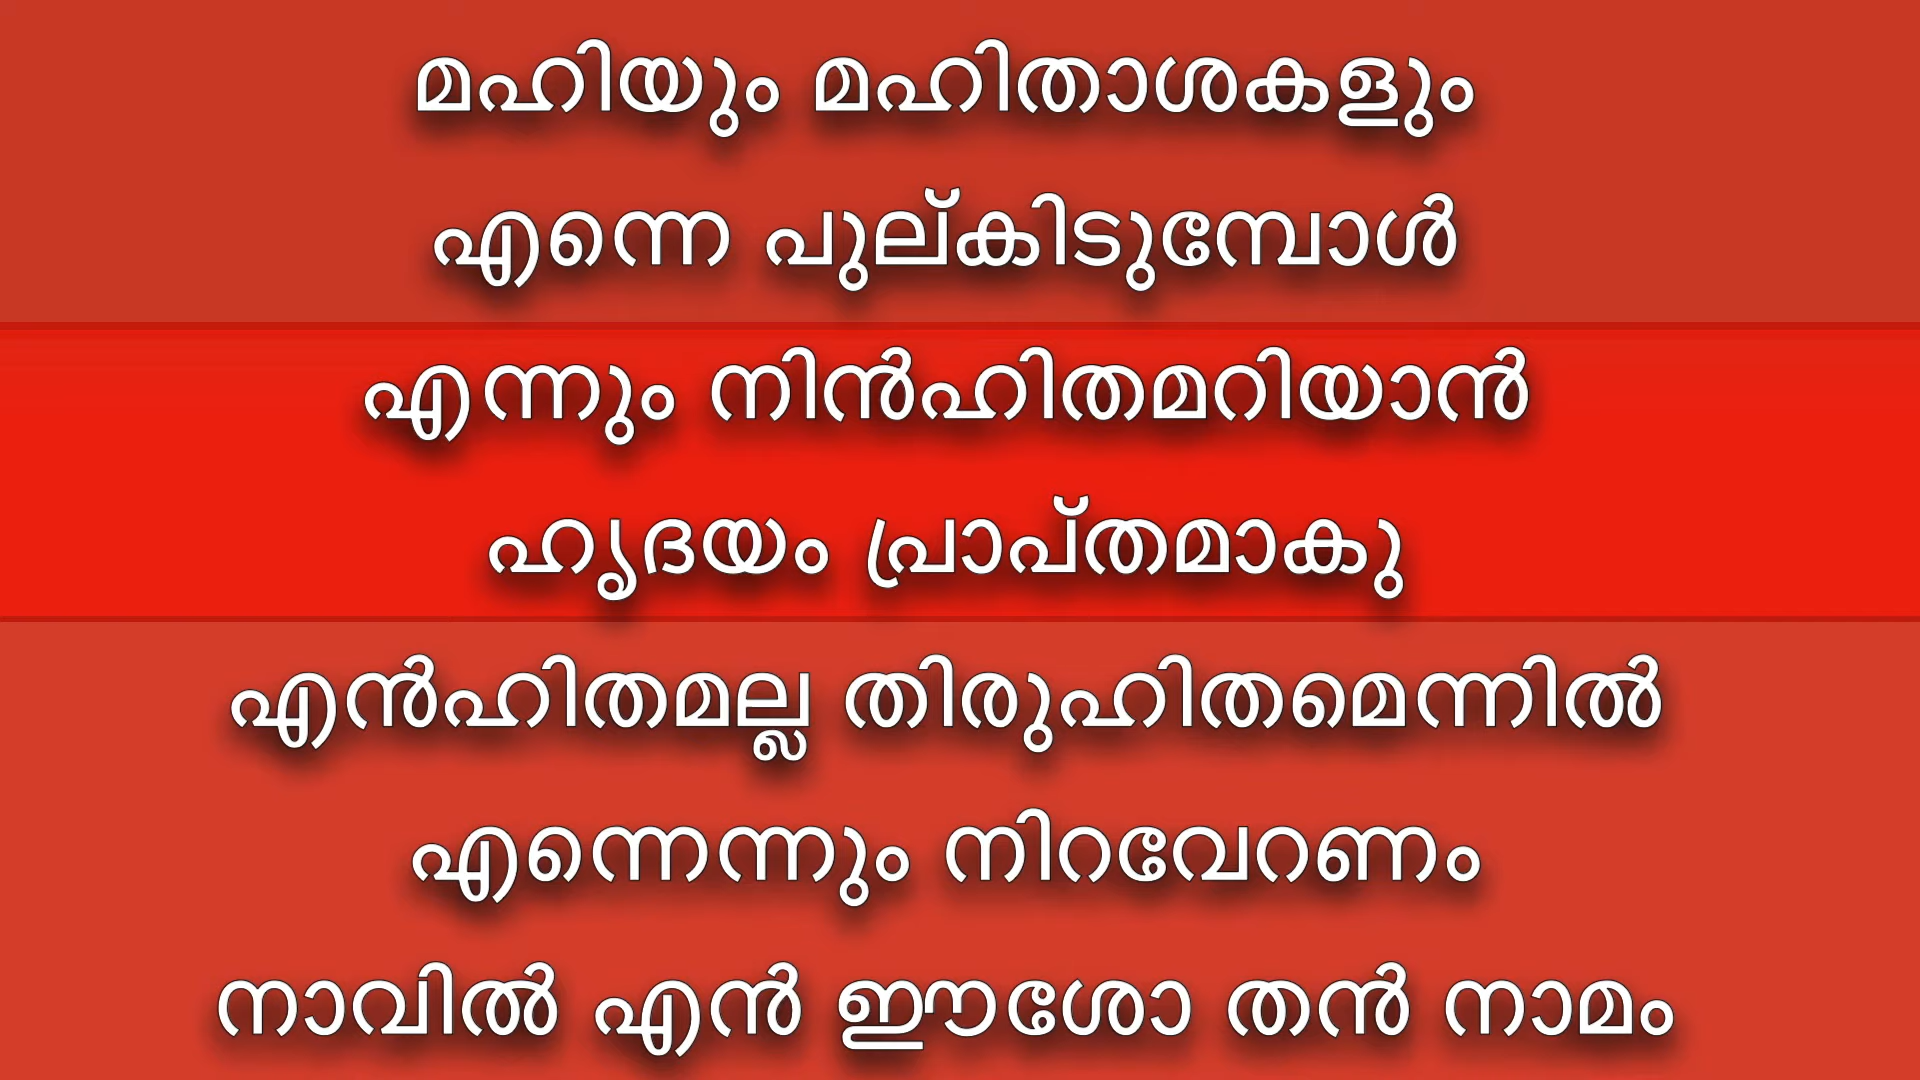 മഹിയും മഹിതാശകളും
എന്നെ പുല്കിടുമ്പോൾ
എന്നും നിൻഹിതമറിയാൻ
ഹൃദയം പ്രാപ്തമാകു
എൻഹിതമല്ല തിരുഹിതമെന്നിൽ
എന്നെന്നും നിറവേറണം
നാവിൽ എൻ ഈശോ തൻ നാമം